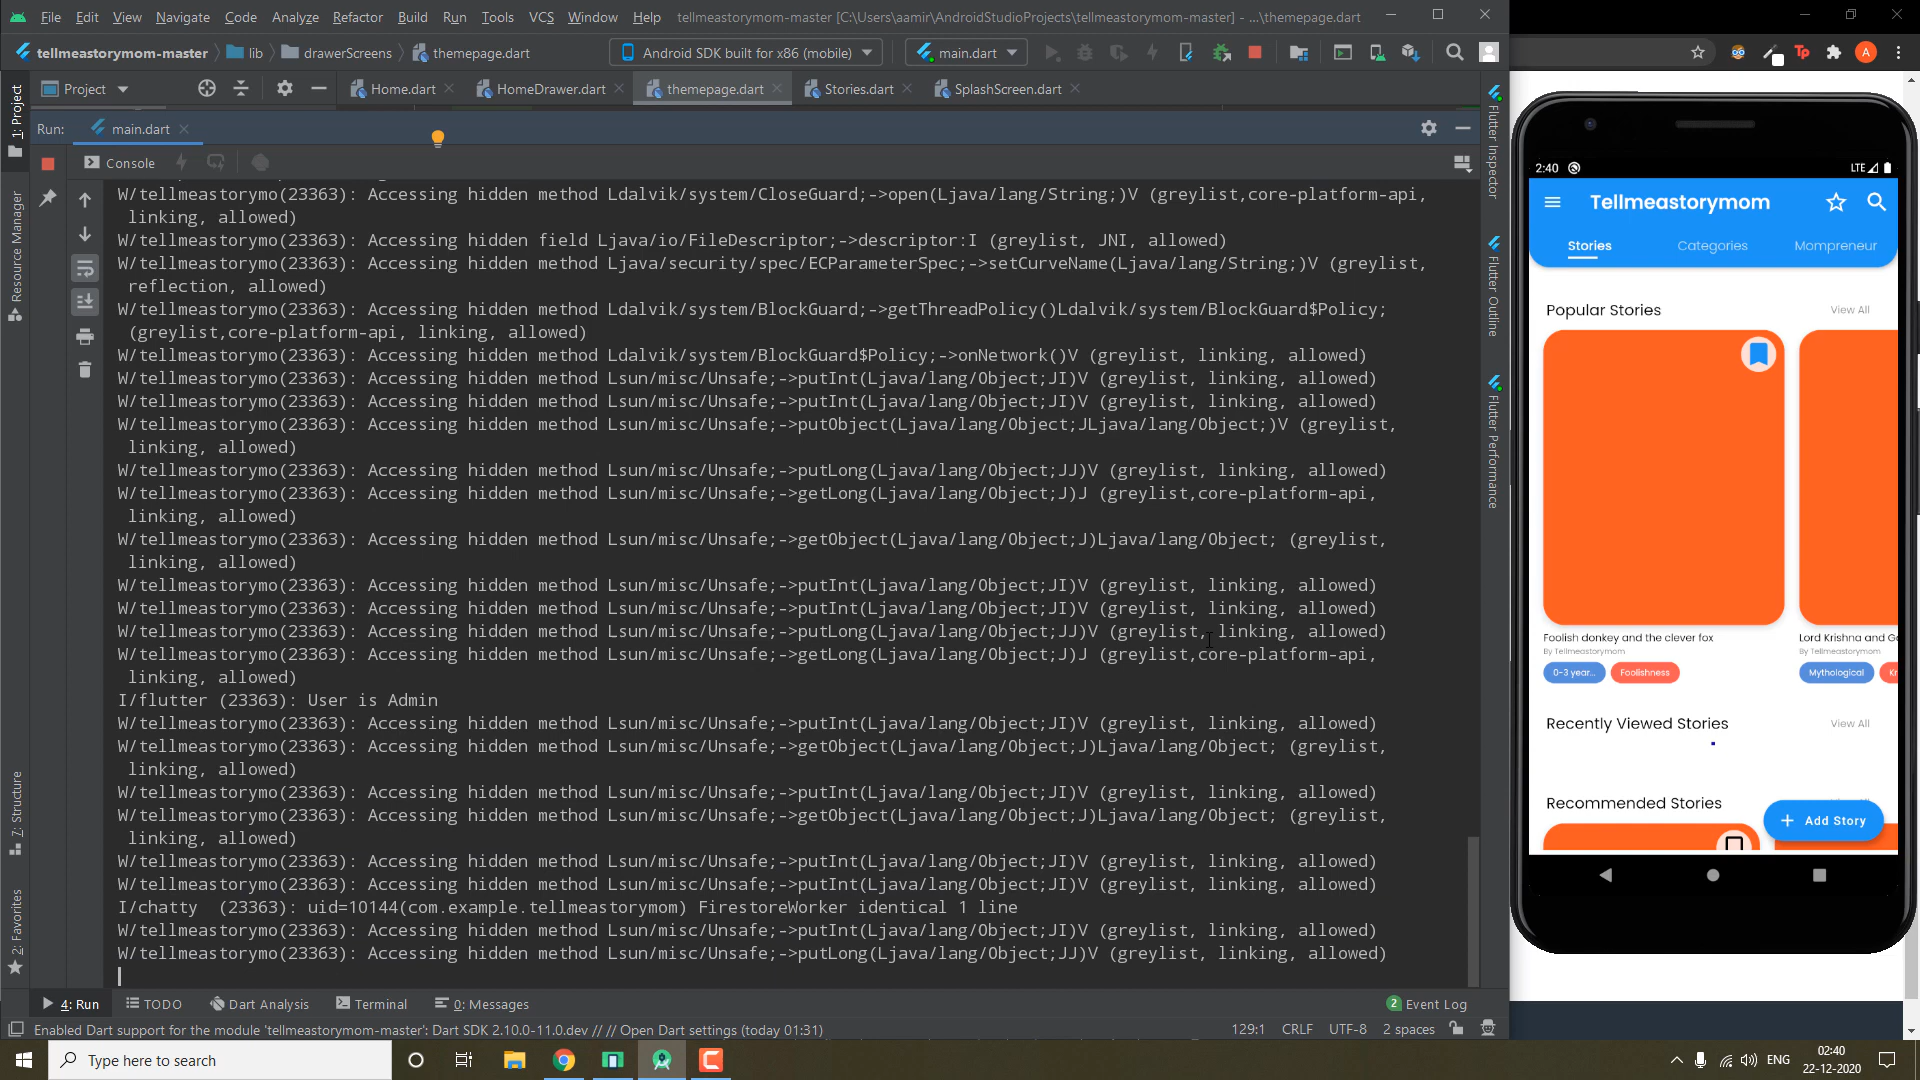 File Edit View Navigate Code Analyze Refactor Build Run Tools VCS Window Help tellmeastorymom-master [C:\Users\aamir\AndroidStudioProjects\tellmeastorymom-master] - ...\themepage.dart
tellmeastorymom-master lib drawerScreens themepage.dart Android SDK built for x86 (mobile) main.dart
Project Home.dart HomeDrawer.dart themepage.dart Stories.dart SplashScreen.dart
Run: main.dart
Console
W/tellmeastorymo(23363): Accessing hidden method Ldalvik/system/CloseGuard;->open(Ljava/lang/String;)V (greylist,core-platform-api,
linking, allowed)
W/tellmeastorymo(23363): Accessing hidden field Ljava/io/FileDescriptor;->descriptor:I (greylist, JNI, allowed)
W/tellmeastorymo(23363): Accessing hidden method Ljava/security/spec/ECParameterSpec;->setCurveName(Ljava/lang/String;)V (greylist,
reflection, allowed)
W/tellmeastorymo(23363): Accessing hidden method Ldalvik/system/BlockGuard;->getThreadPolicy()Ldalvik/system/BlockGuard$Policy;
(greylist,core-platform-api, linking, allowed)
W/tellmeastorymo(23363): Accessing hidden method Ldalvik/system/BlockGuard$Policy;->onNetwork()V (greylist, linking, allowed)
W/tellmeastorymo(23363): Accessing hidden method Lsun/misc/Unsafe;->putInt(Ljava/lang/Object;JI)V (greylist, linking, allowed)
W/tellmeastorymo(23363): Accessing hidden method Lsun/misc/Unsafe;->putInt(Ljava/lang/Object;JI)V (greylist, linking, allowed)
W/tellmeastorymo(23363): Accessing hidden method Lsun/misc/Unsafe;->putObject(Ljava/lang/Object;JLjava/lang/Object;)V (greylist,
linking, allowed)
W/tellmeastorymo(23363): Accessing hidden method Lsun/misc/Unsafe;->putLong(Ljava/lang/Object;JJ)V (greylist, linking, allowed)
W/tellmeastorymo(23363): Accessing hidden method Lsun/misc/Unsafe;->getLong(Ljava/lang/Object;J)J (greylist,core-platform-api,
linking, allowed)
W/tellmeastorymo(23363): Accessing hidden method Lsun/misc/Unsafe;->getObject(Ljava/lang/Object;J)Ljava/lang/Object; (greylist,
linking, allowed)
W/tellmeastorymo(23363): Accessing hidden method Lsun/misc/Unsafe;->putInt(Ljava/lang/Object;JI)V (greylist, linking, allowed)
W/tellmeastorymo(23363): Accessing hidden method Lsun/misc/Unsafe;->putInt(Ljava/lang/Object;JI)V (greylist, linking, allowed)
W/tellmeastorymo(23363): Accessing hidden method Lsun/misc/Unsafe;->putLong(Ljava/lang/Object;JJ)V (greylist, linking, allowed)
W/tellmeastorymo(23363): Accessing hidden method Lsun/misc/Unsafe;->getLong(Ljava/lang/Object;J)J (greylist,core-platform-api,
linking, allowed)
I/flutter (23363): User is Admin
W/tellmeastorymo(23363): Accessing hidden method Lsun/misc/Unsafe;->putInt(Ljava/lang/Object;JI)V (greylist, linking, allowed)
W/tellmeastorymo(23363): Accessing hidden method Lsun/misc/Unsafe;->getObject(Ljava/lang/Object;J)Ljava/lang/Object; (greylist,
linking, allowed)
W/tellmeastorymo(23363): Accessing hidden method Lsun/misc/Unsafe;->putInt(Ljava/lang/Object;JI)V (greylist, linking, allowed)
W/tellmeastorymo(23363): Accessing hidden method Lsun/misc/Unsafe;->getObject(Ljava/lang/Object;J)Ljava/lang/Object; (greylist,
linking, allowed)
W/tellmeastorymo(23363): Accessing hidden method Lsun/misc/Unsafe;->putInt(Ljava/lang/Object;JI)V (greylist, linking, allowed)
W/tellmeastorymo(23363): Accessing hidden method Lsun/misc/Unsafe;->putInt(Ljava/lang/Object;JI)V (greylist, linking, allowed)
I/chatty (23363): uid=10144(com.example.tellmeastorymom) FirestoreWorker identical 1 line
W/tellmeastorymo(23363): Accessing hidden method Lsun/misc/Unsafe;->putInt(Ljava/lang/Object;JI)V (greylist, linking, allowed)
W/tellmeastorymo(23363): Accessing hidden method Lsun/misc/Unsafe;->putLong(Ljava/lang/Object;JJ)V (greylist, linking, allowed)
1: Project
Resource Manager
7: Structure
2: Favorites
Flutter Inspector
Flutter Outline
Flutter Performance
4: Run TODO Dart Analysis Terminal 0: Messages 2 Event Log
Enabled Dart support for the module 'tellmeastorymom-master': Dart SDK 2.10.0-11.0.dev // // Open Dart settings (today 01:31) 129:1 CRLF UTF-8 2 spaces
Type here to search
ENG
02:40
22-12-2020
Tp A
2:40 LTE
Tellmeastorymom
Stories Categories Mompreneur
Popular Stories View All
Foolish donkey and the clever fox
By Tellmeastorymom
0-3 year... Foolishness
Lord Krishna and G
By Tellmeastorymom
Mythological Kr
Recently Viewed Stories View All
Recommended Stories
+ Add Story